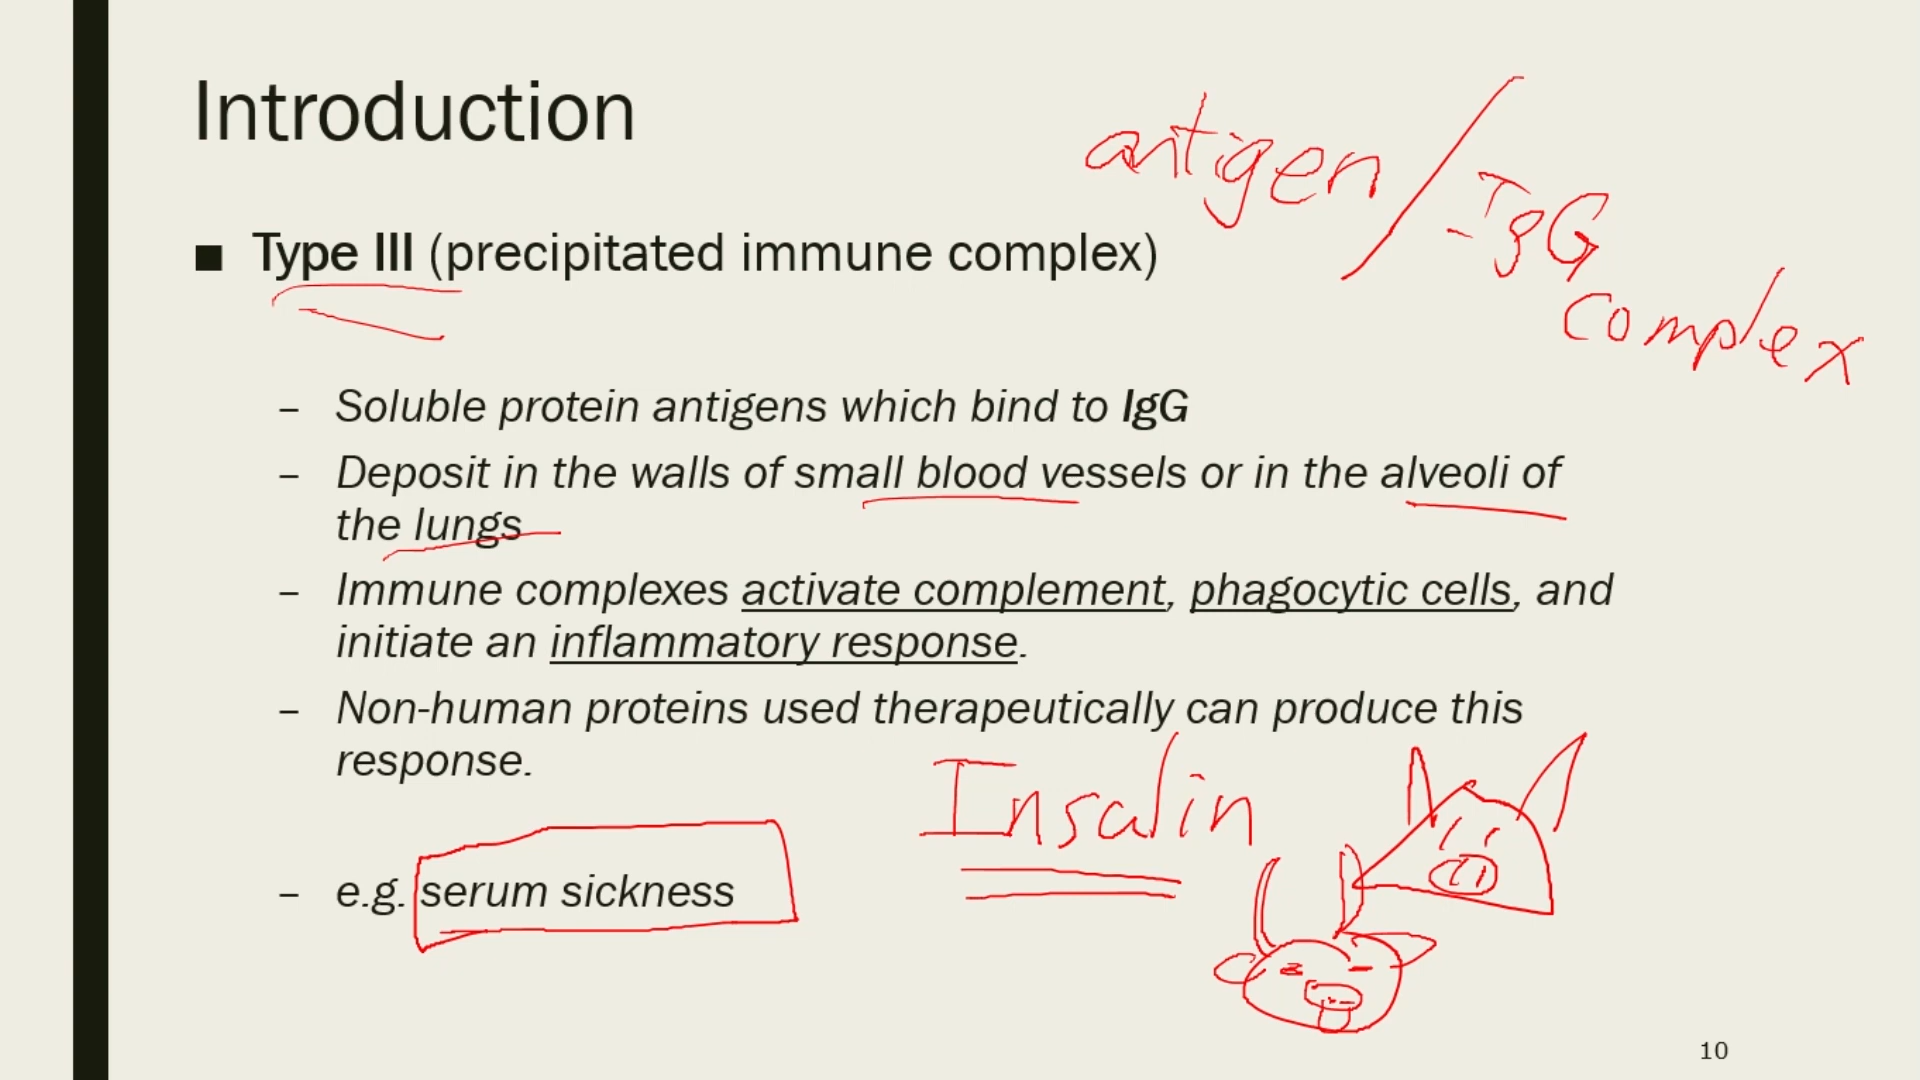 Introduction
antigen/IgG
complex
■ Type III (precipitated immune complex)
– Soluble protein antigens which bind to IgG
– Deposit in the walls of small blood vessels or in the alveoli of
the lungs
– Immune complexes activate complement, phagocytic cells, and
initiate an inflammatory response.
– Non-human proteins used therapeutically can produce this
response.
Insulin
– e.g. serum sickness
10